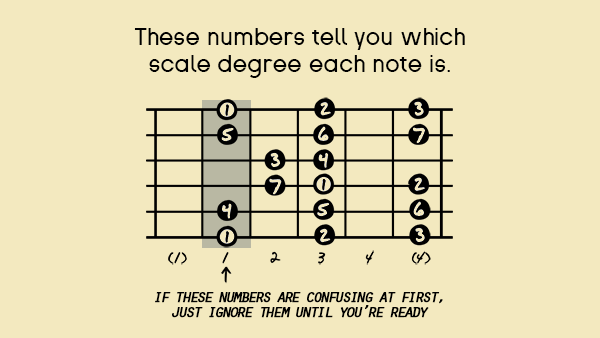 These numbers tell you which
scale degree each note is.
1 2 3
5 6 7
3 4
7 1 2
4 5 6
1 2 3
(1) 1 2 3 4 (4)
IF THESE NUMBERS ARE CONFUSING AT FIRST,
JUST IGNORE THEM UNTIL YOU'RE READY